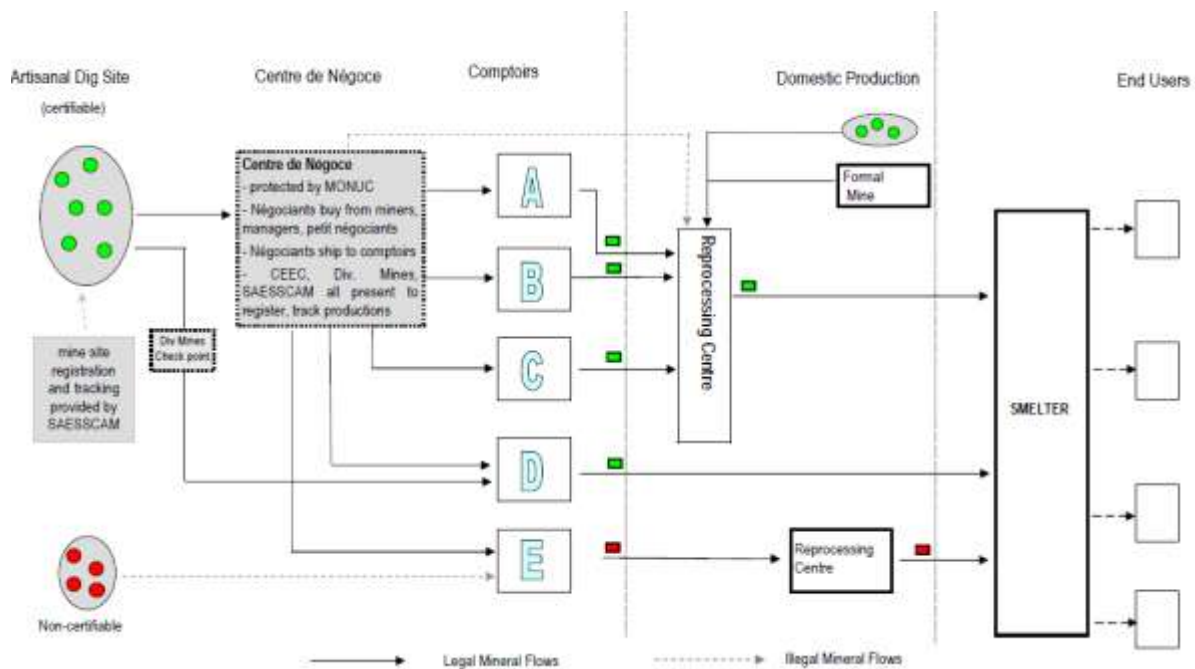 Artisanal Dig Site
(certifiable)
Centre de Négoce
Comptoirs
Domestic Production
End Users
Centre de Négoce
- protected by MONUC
- Négociants buy from miners,
managers, petit négociants
- Négociants ship to comptoirs
- CEEC, Div. Mines,
SAESSCAM all present to
register, track productions
A
B
C
D
E
Formal
Mine
Reprocessing Centre
Div Mines
Check point
mine site
registration
and tracking
provided by
SAESSCAM
SMELTER
Reprocessing
Centre
Non-certifiable
Legal Mineral Flows
Illegal Mineral Flows